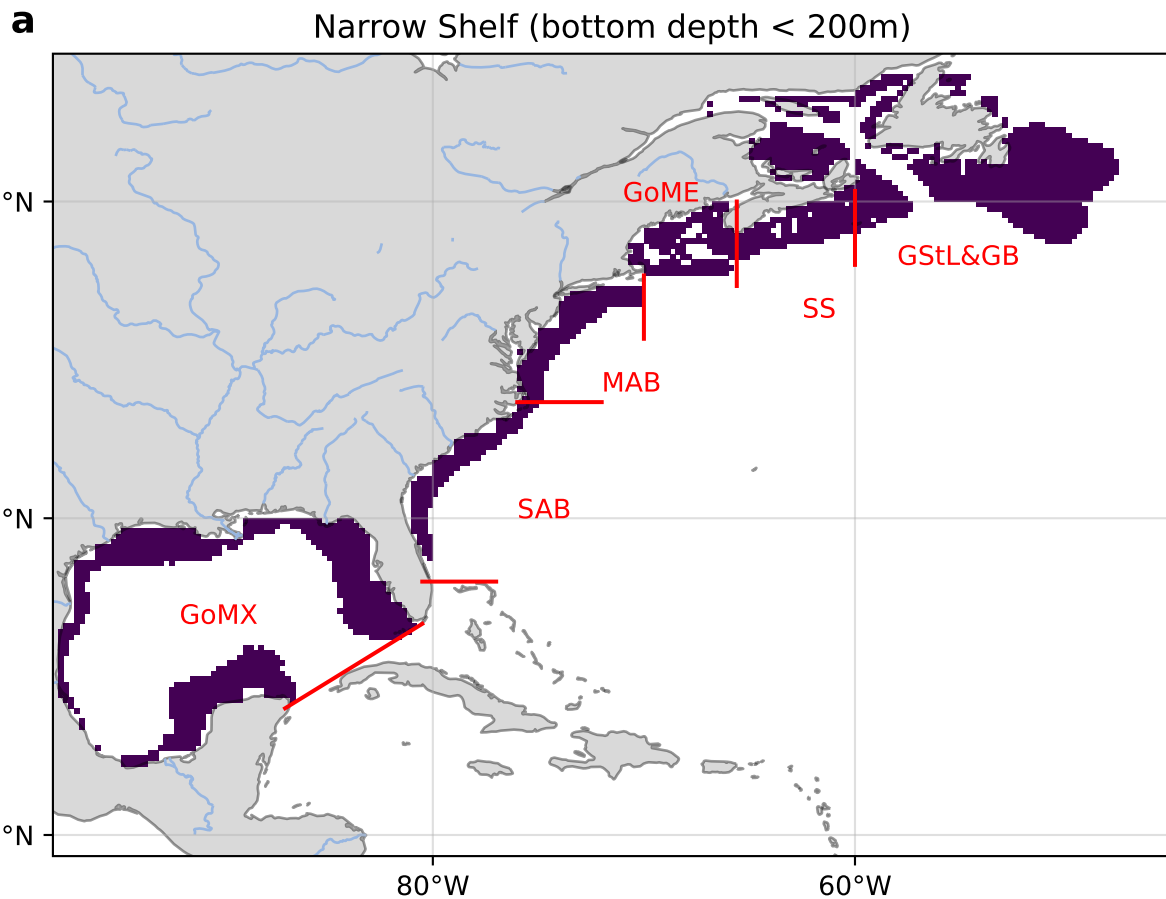 a
Narrow Shelf (bottom depth < 200m)
GoME
°N
GStL&GB
SS
MAB
SAB
°N
GoMX
°N
80°W
60°W